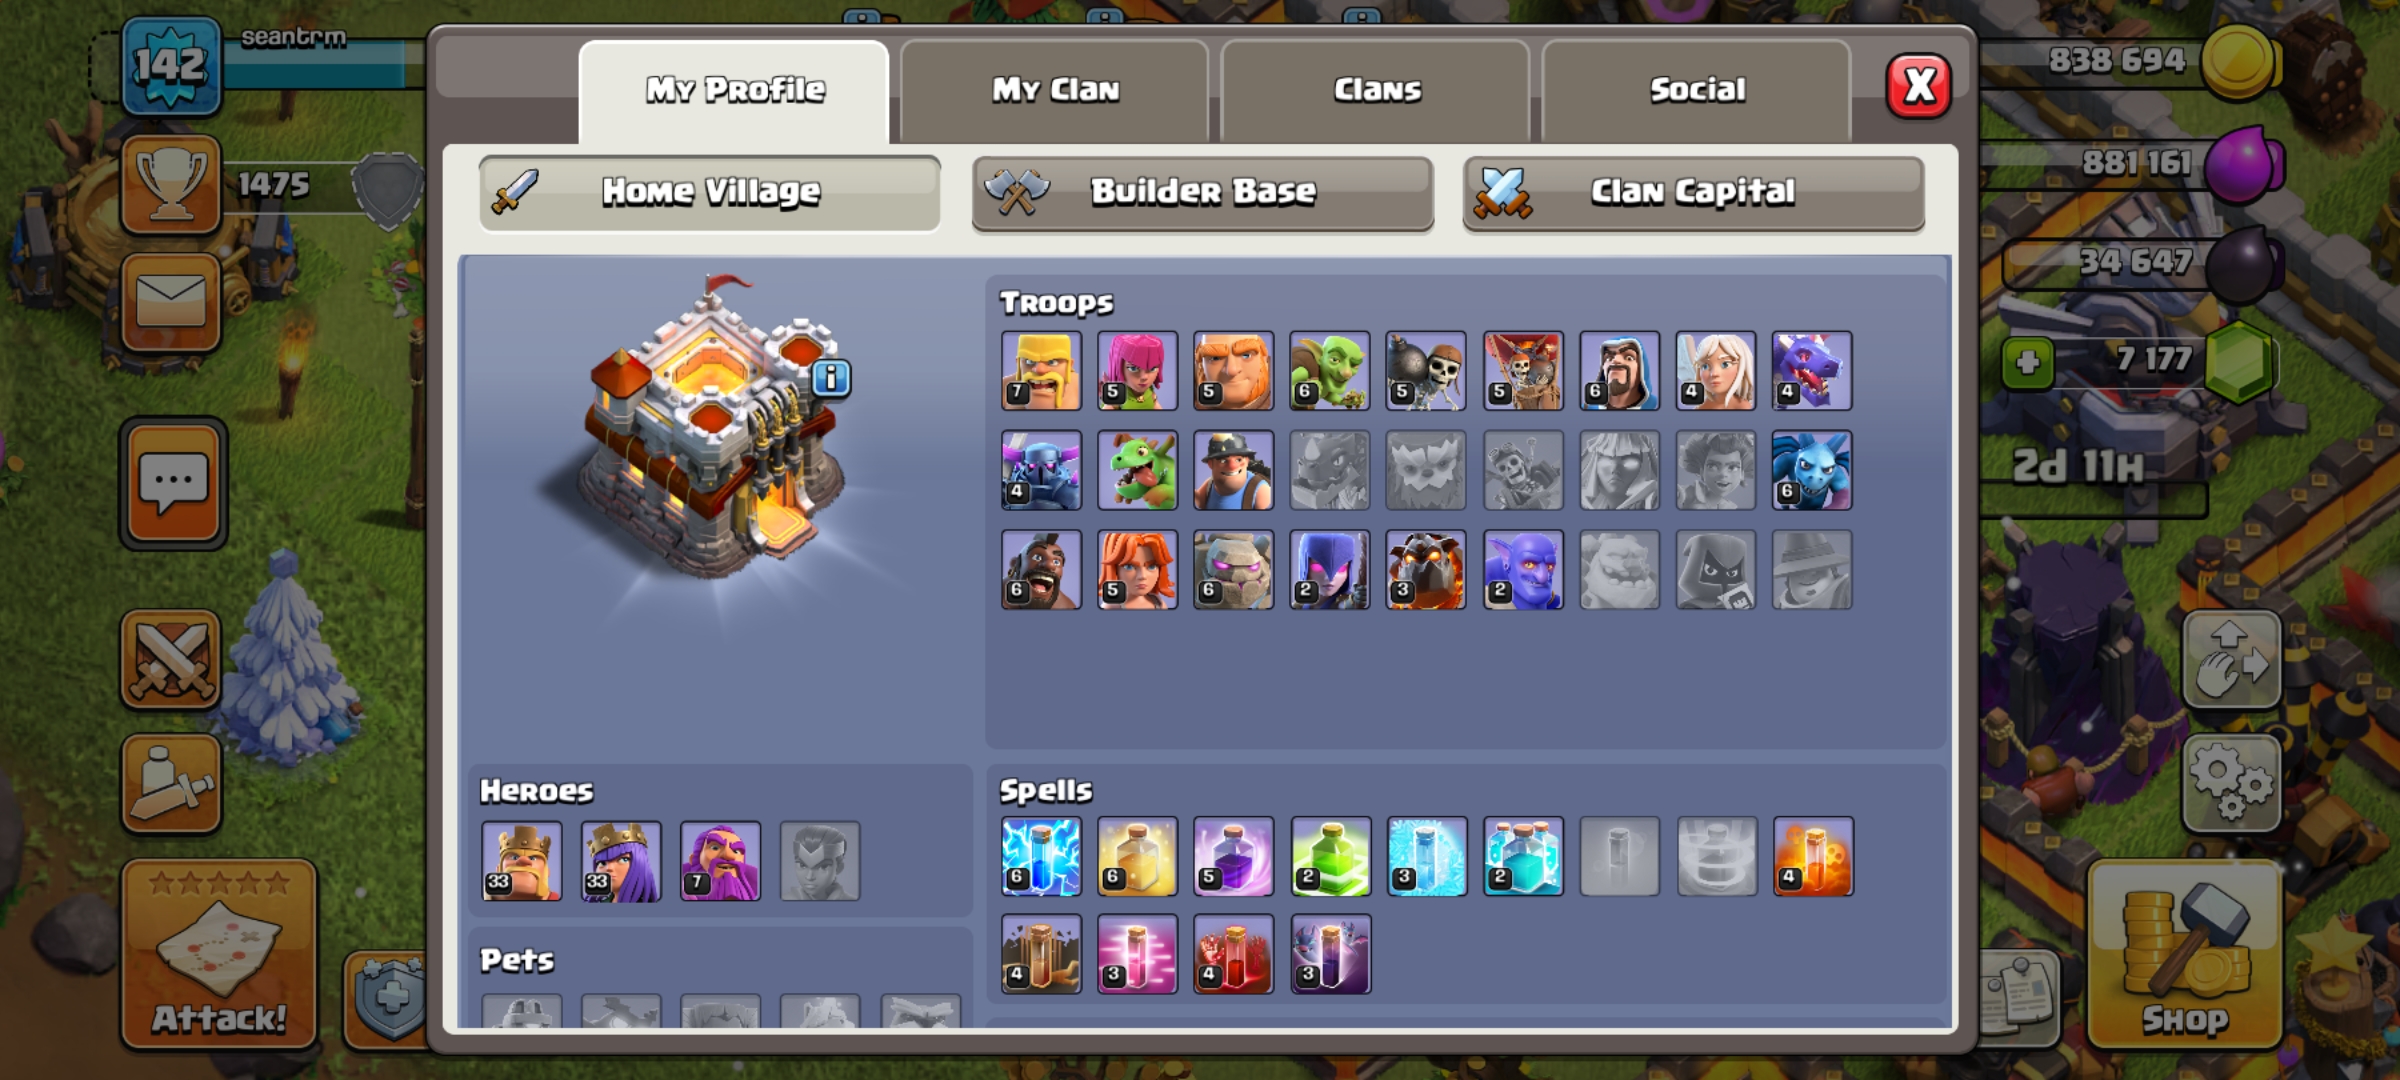 142
seantrm
My Profile
My Clan
Clans
Social
X
838 694
1475
Home Village
Builder Base
Clan Capital
881 161
34 647
7 177
2d 11H
i
Troops
7 5 5 6 5 5 6 4 4
4 6
6 5 6 2 3 2
Heroes
33 33 7
Spells
6 6 5 2 3 2 4
4 3 4 3
Pets
Attack!
Shop